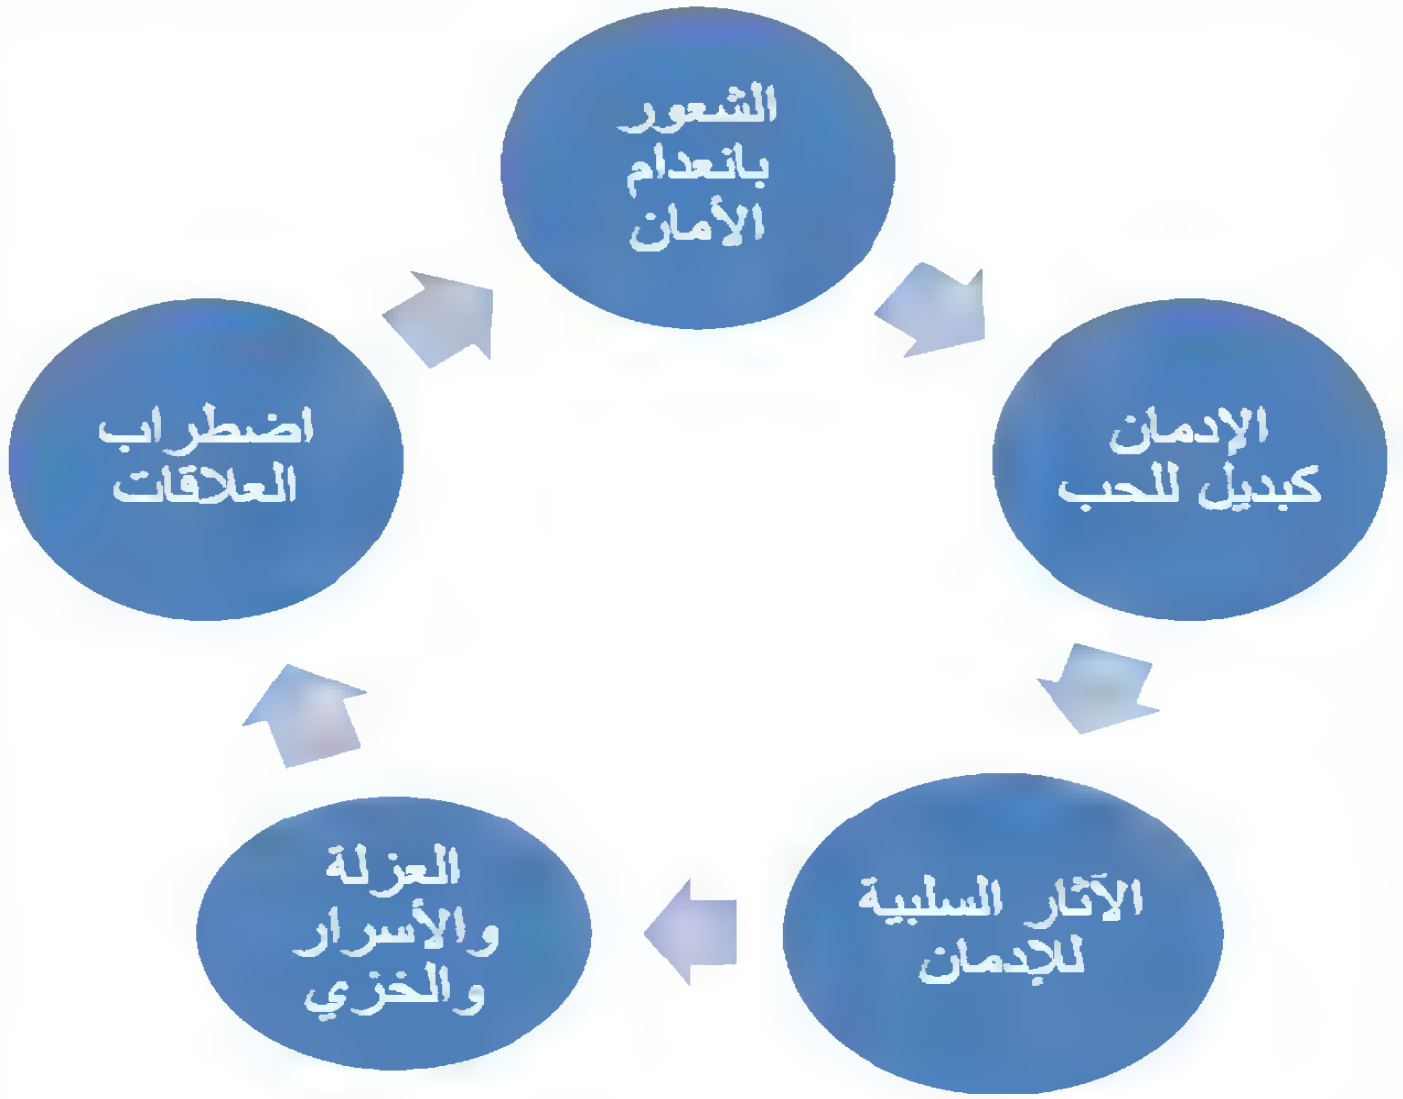 الشعور
بانعدام
الأمان
الإدمان
كبديل للحب
الآثار السلبية
للإدمان
العزلة
والأسرار
والخزي
اضطراب
العلاقات